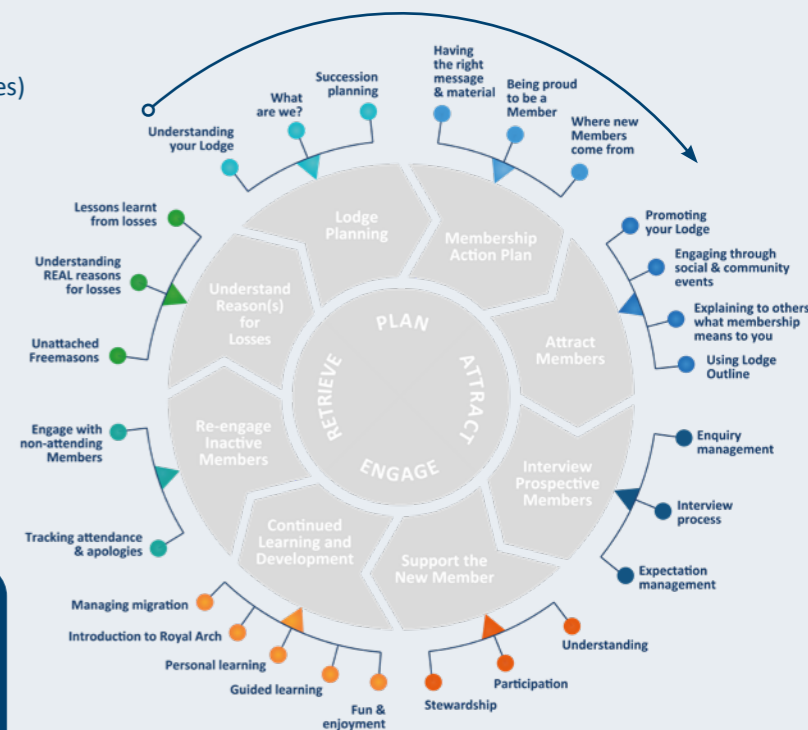 es)
Having
the right
message
& material
Being proud
to be a
Member
Where new
Members
come from
Succession
planning
What
are we?
Understanding
your Lodge
Lessons learnt
from losses
Understanding
REAL reasons
for losses
Unattached
Freemasons
Engage with
non-attending
Members
Tracking attendance
& apologies
Lodge
Planning
Membership
Action Plan
Understand
Reason(s)
for
Losses
Attract
Members
Re-engage
Inactive
Members
Interview
Prospective
Members
Continued
Learning and
Development
Support the
New Member
PLAN
ATTRACT
ENGAGE
RETRIEVE
Promoting
your Lodge
Engaging through
social & community
events
Explaining to others
what membership
means to you
Using Lodge
Outline
Enquiry
management
Interview
process
Expectation
management
Understanding
Participation
Stewardship
Managing migration
Introduction to Royal Arch
Personal learning
Guided learning
Fun &
enjoyment